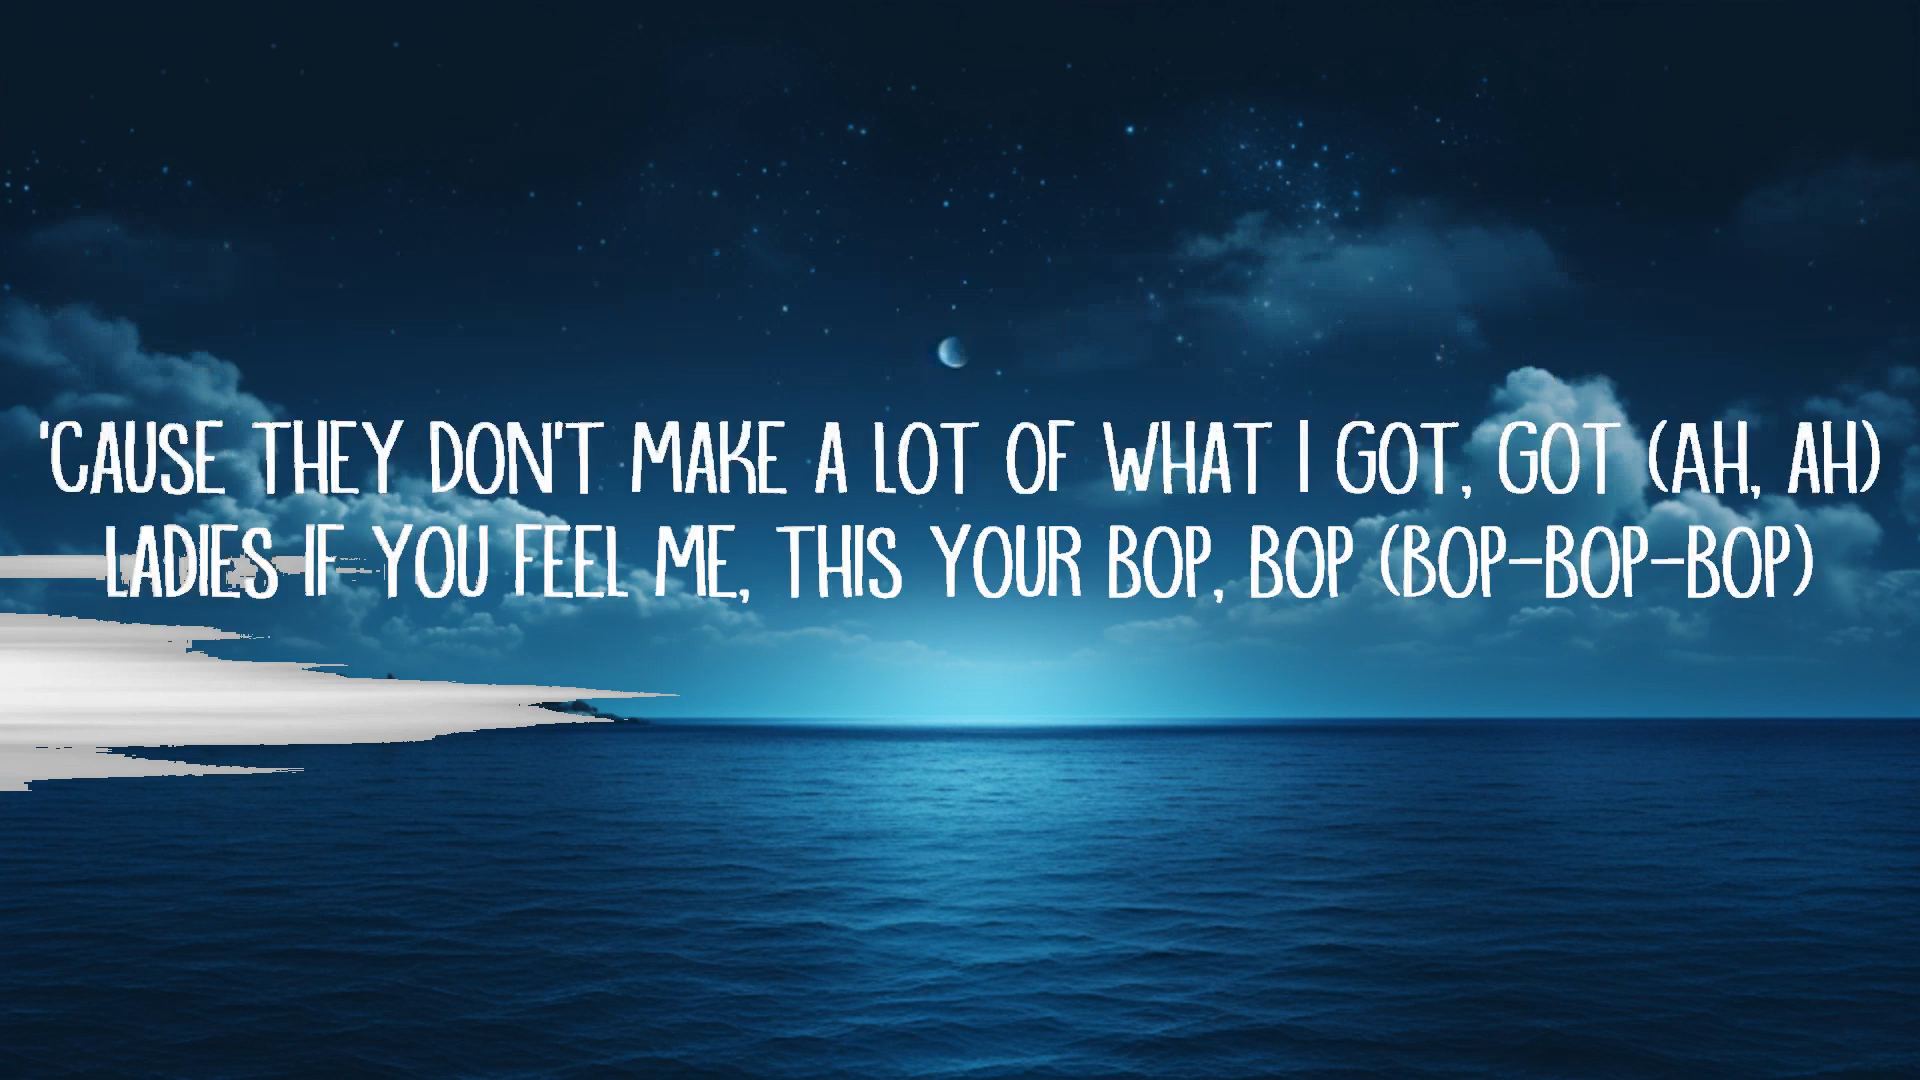 'CAUSE THEY DON'T MAKE A LOT OF WHAT I GOT, GOT (AH, AH)
LADIES IF YOU FEEL ME, THIS YOUR BOP, BOP (BOP-BOP-BOP)